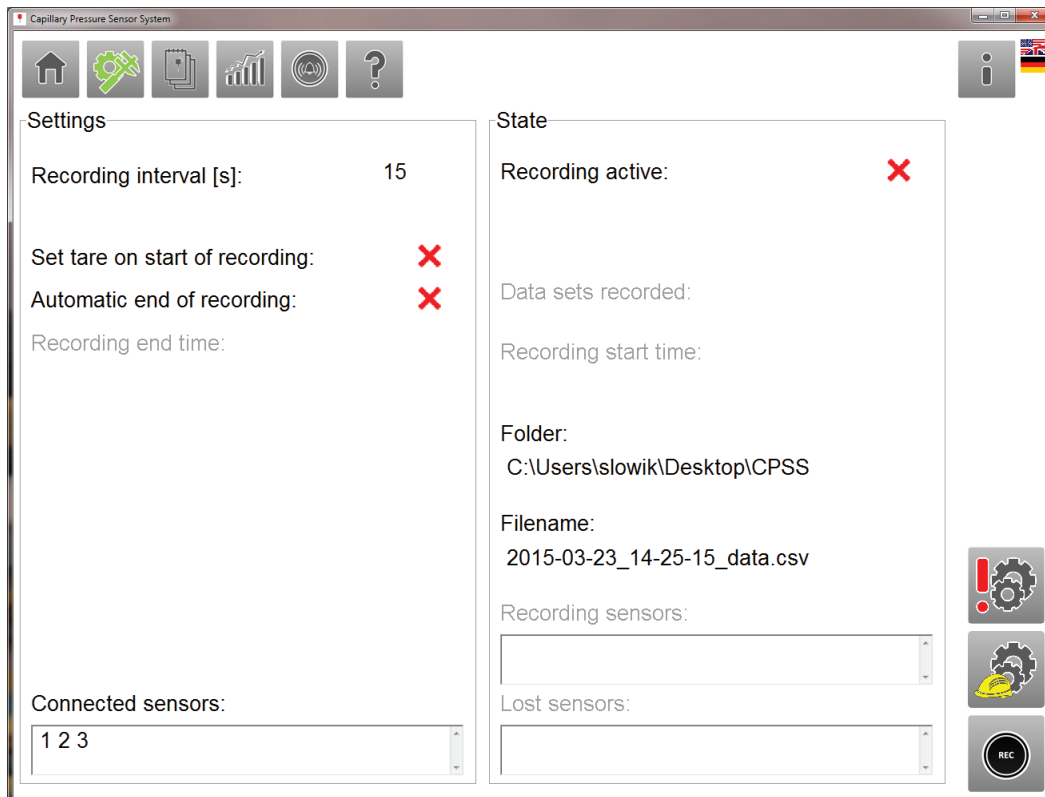 Capillary Pressure Sensor System
?
i
Settings
Recording interval [s]: 15
Set tare on start of recording:
Automatic end of recording:
Recording end time:
Connected sensors:
1 2 3
State
Recording active:
Data sets recorded:
Recording start time:
Folder:
C:\Users\slowik\Desktop\CPSS
Filename:
2015-03-23_14-25-15_data.csv
Recording sensors:
Lost sensors:
!
REC